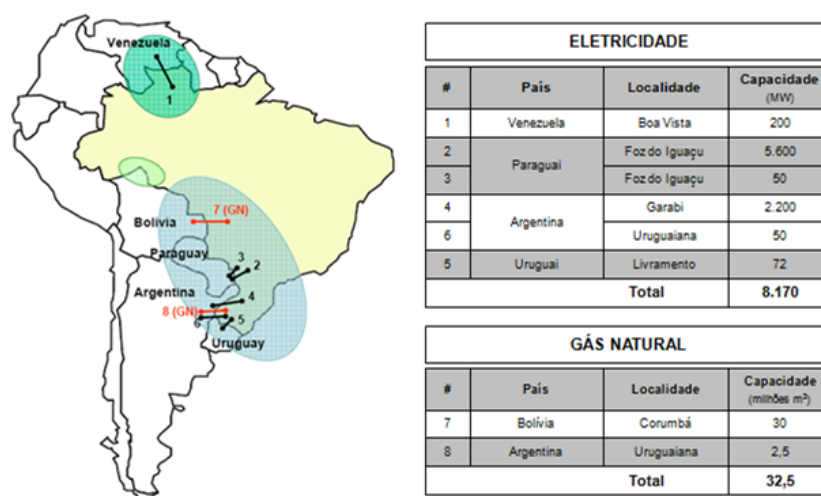 Venezuela
1
7 (GN)
Bolívia
Paraguay
3
2
Argentina
4
8 (GN)
5
6
Uruguay
ELETRICIDADE
# País Localidade Capacidade (MW)
1 Venezuela Boa Vista 200
2 Paraguai Foz do Iguaçu 5.600
3 Foz do Iguaçu 50
4 Argentina Garabi 2.200
6 Uruguaiana 50
5 Uruguai Livramento 72
Total 8.170
GÁS NATURAL
# País Localidade Capacidade (milhões m³)
7 Bolívia Corumbá 30
8 Argentina Uruguaiana 2,5
Total 32,5